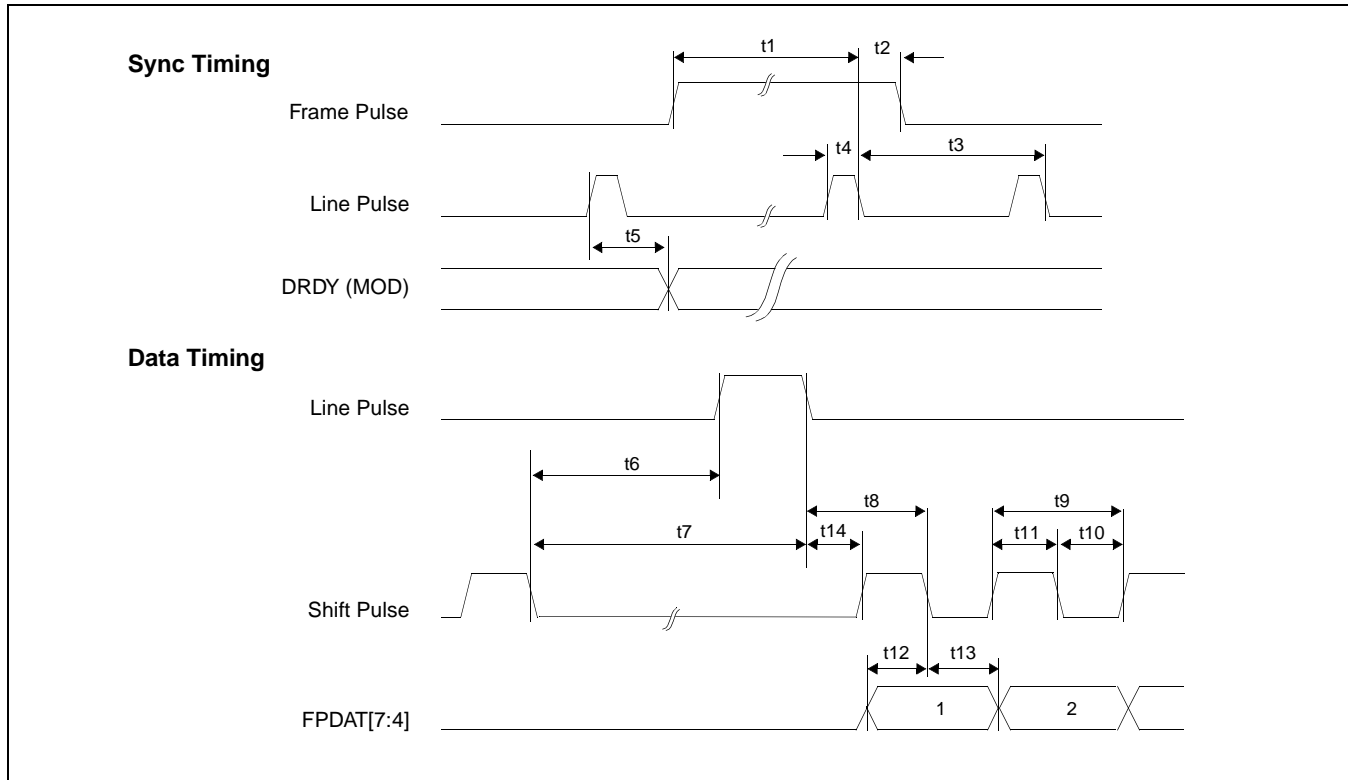 Sync Timing
t1
t2
Frame Pulse
t4
t3
Line Pulse
t5
DRDY (MOD)
Data Timing
Line Pulse
t6
t8
t9
t7
t14
t11
t10
Shift Pulse
t12
t13
FPDAT[7:4]
1
2